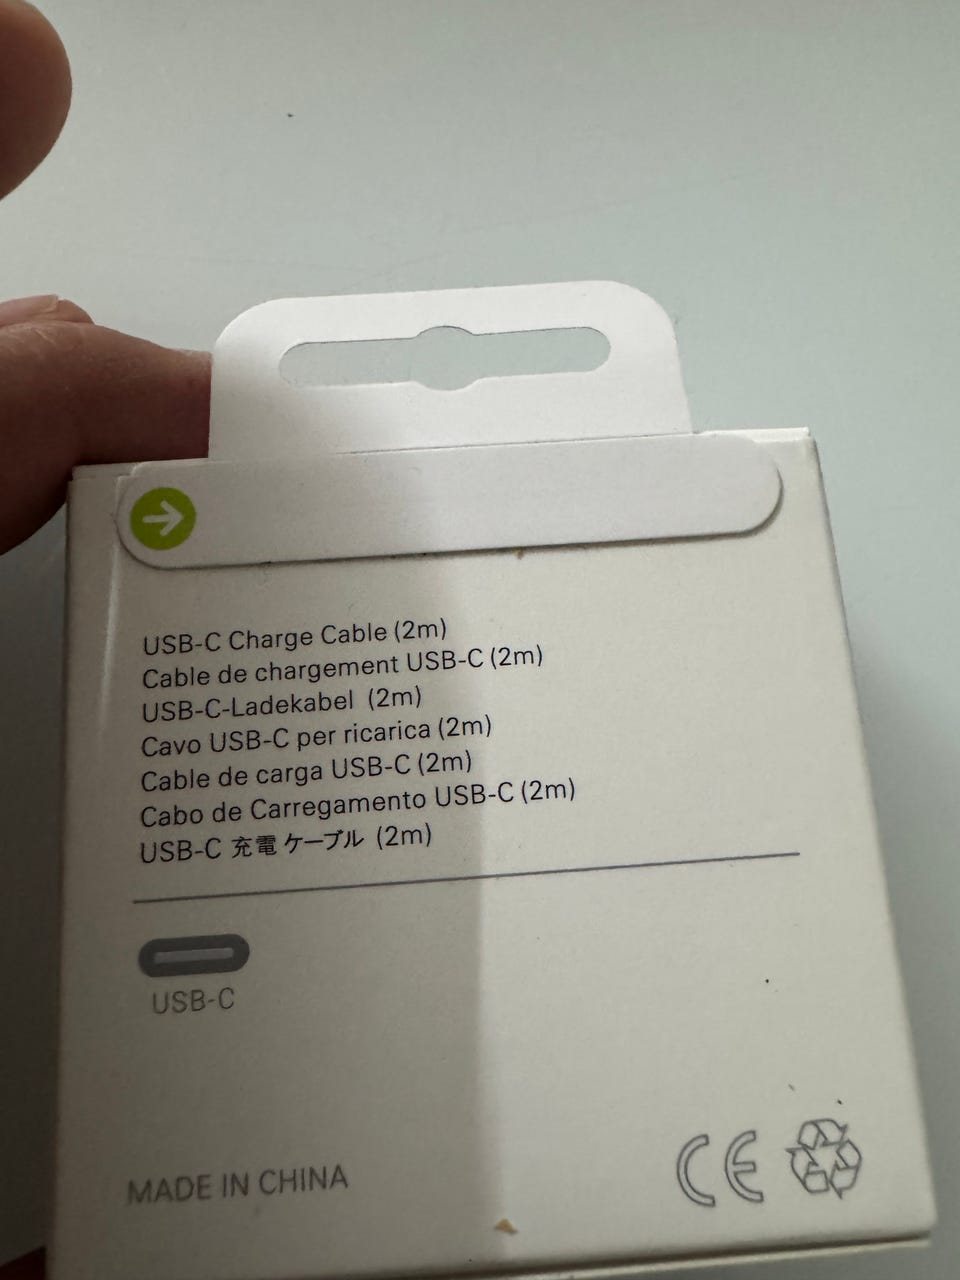 USB-C Charge Cable (2m)
Cable de chargement USB-C (2m)
USB-C-Ladekabel (2m)
Cavo USB-C per ricarica (2m)
Cable de carga USB-C (2m)
Cabo de Carregamento USB-C (2m)
USB-C 充電 ケーブル (2m)
USB-C
MADE IN CHINA
CE